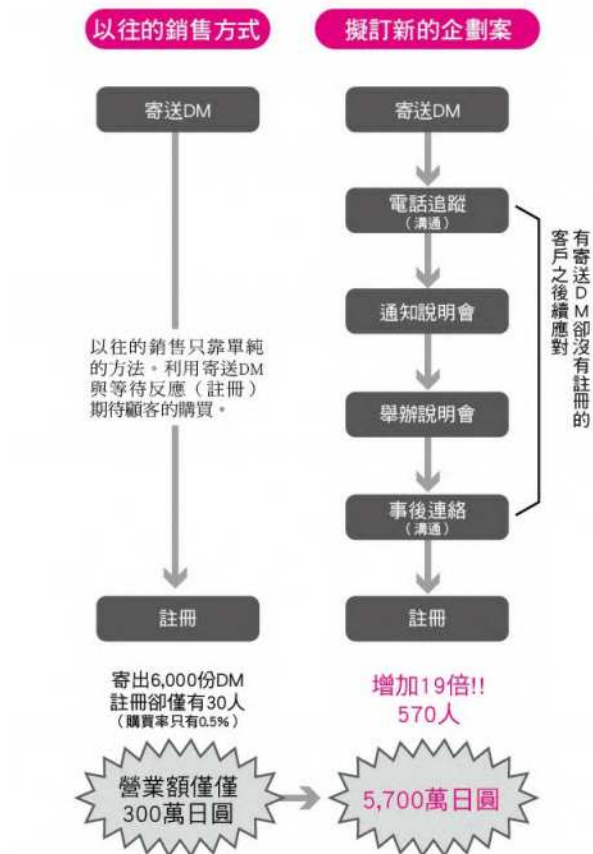 以往的銷售方式
寄送DM
以往的銷售只靠單純
的方法。利用寄送DM
與等待反應（註冊）
期待顧客的購買。
註冊
寄出6,000份DM
註冊卻僅有30人
（購買率只有0.5%）
營業額僅僅
300萬日圓
擬訂新的企劃案
寄送DM
電話追蹤
（溝通）
通知說明會
舉辦說明會
事後連絡
（溝通）
有寄送DM卻沒有註冊的
客戶之後續應對
註冊
增加19倍!!
570人
5,700萬日圓